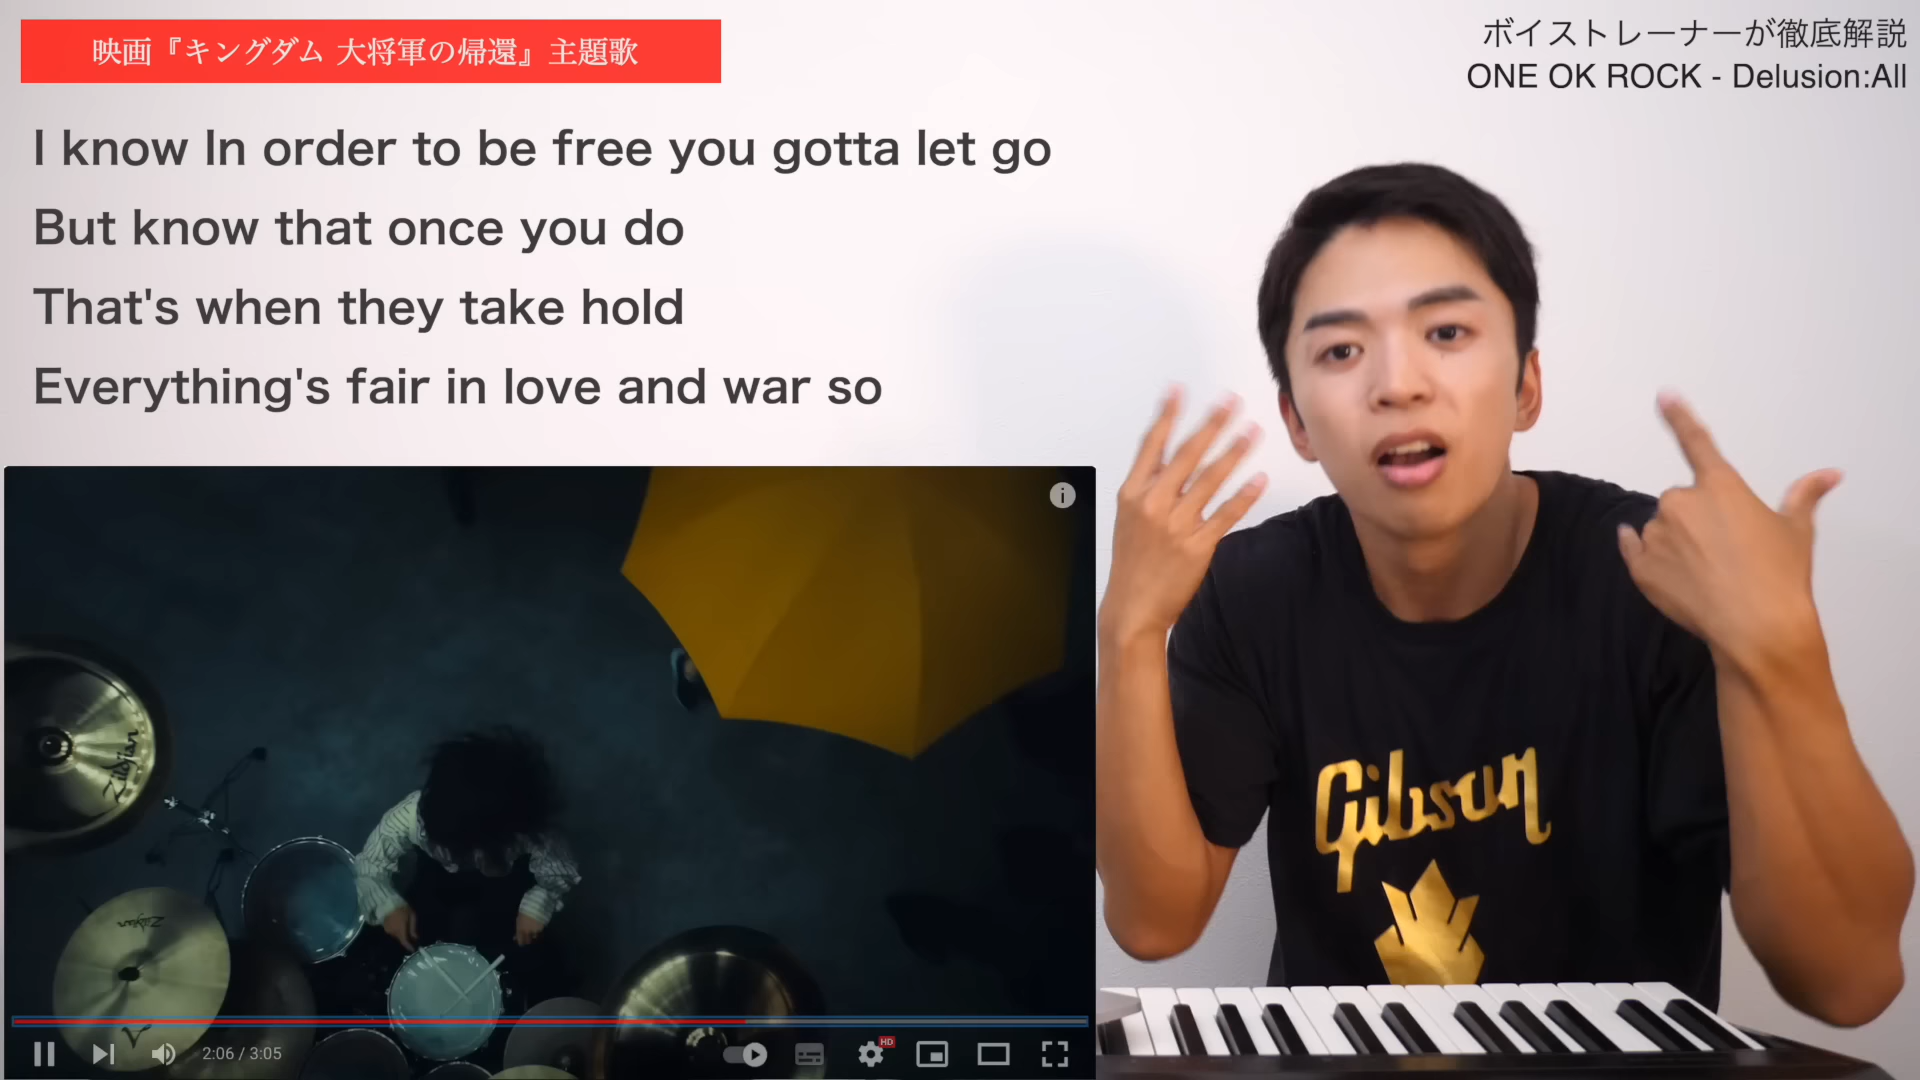 映画『キングダム 大将軍の帰還』主題歌
ボイストレーナーが徹底解説
ONE OK ROCK - Delusion:All
I know In order to be free you gotta let go
But know that once you do
That's when they take hold
Everything's fair in love and war so
Zildjian
Zildjian
Gibson
HD
2:06 / 3:05